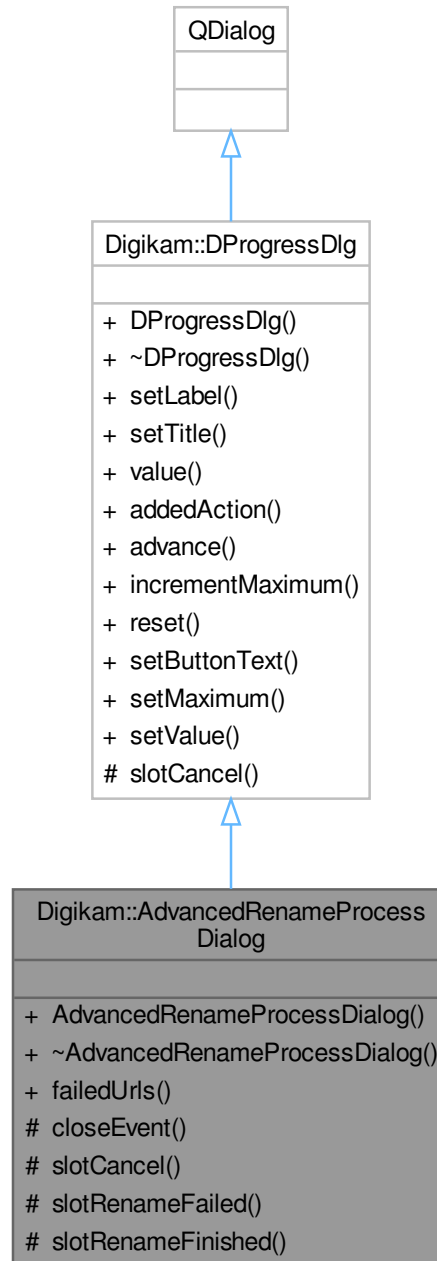 QDialog
Digikam::DProgressDlg
+ DProgressDlg()
+ ~DProgressDlg()
+ setLabel()
+ setTitle()
+ value()
+ addedAction()
+ advance()
+ incrementMaximum()
+ reset()
+ setButtonText()
+ setMaximum()
+ setValue()
# slotCancel()
Digikam::AdvancedRenameProcess
Dialog
+ AdvancedRenameProcessDialog()
+ ~AdvancedRenameProcessDialog()
+ failedUrls()
# closeEvent()
# slotCancel()
# slotRenameFailed()
# slotRenameFinished()